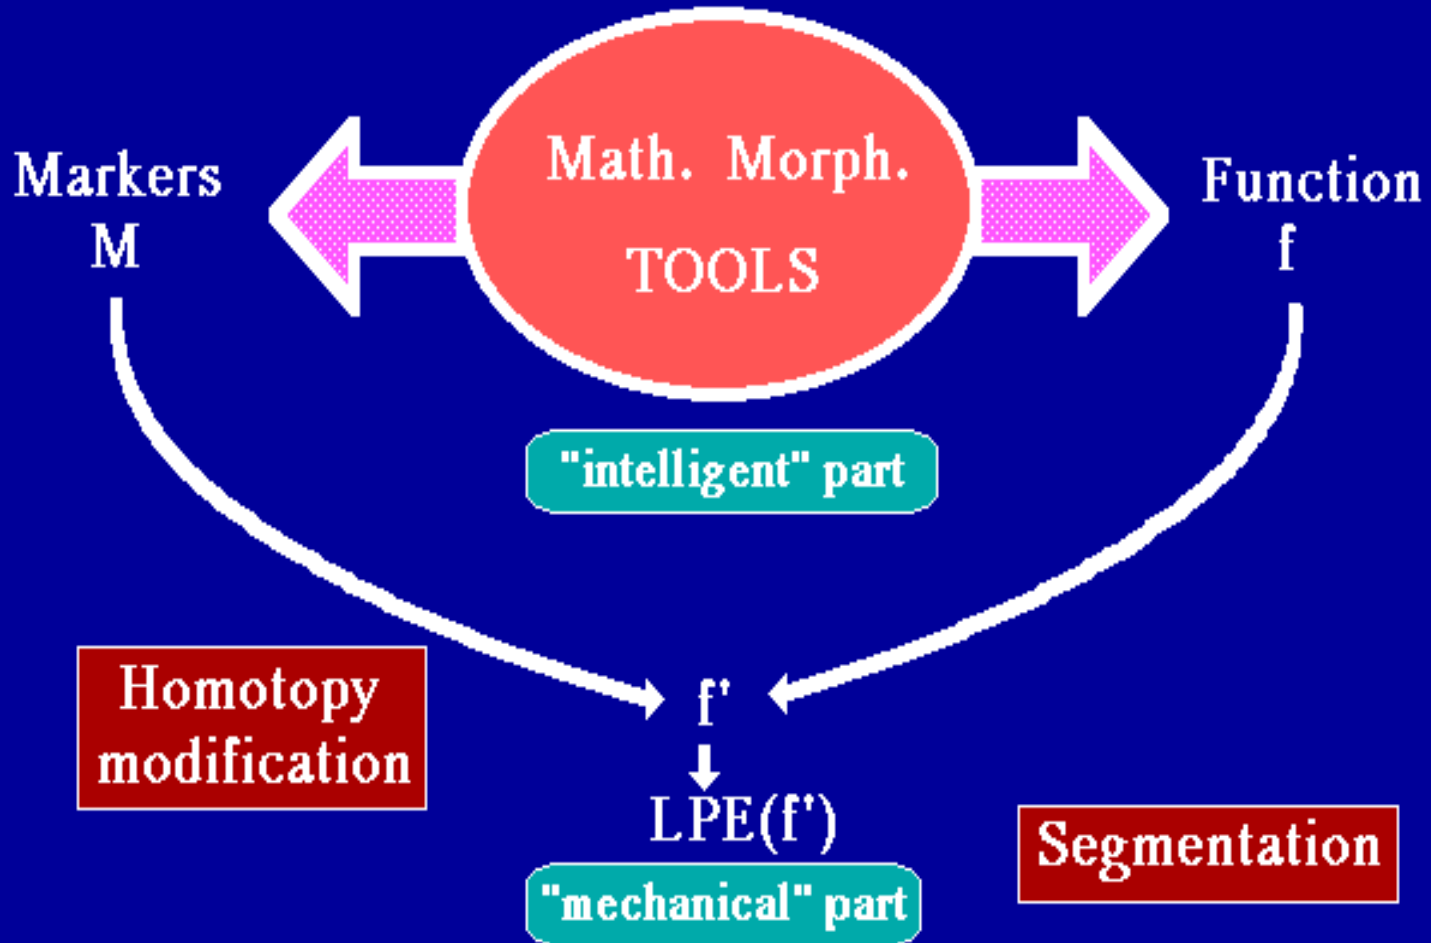 Math. Morph.
TOOLS
Markers
M
Function
f
"intelligent" part
Homotopy
modification
f'
LPE(f')
"mechanical" part
Segmentation